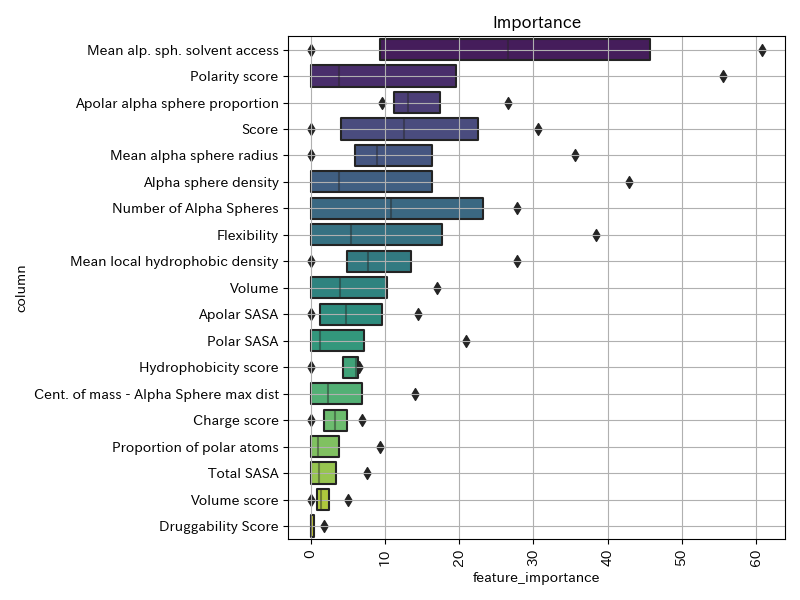 Importance
Mean alp. sph. solvent access
Polarity score
Apolar alpha sphere proportion
Score
Mean alpha sphere radius
Alpha sphere density
Number of Alpha Spheres
Flexibility
Mean local hydrophobic density
Volume
Apolar SASA
Polar SASA
Hydrophobicity score
Cent. of mass - Alpha Sphere max dist
Charge score
Proportion of polar atoms
Total SASA
Volume score
Druggability Score
column
0 10 20 30 40 50 60
feature_importance